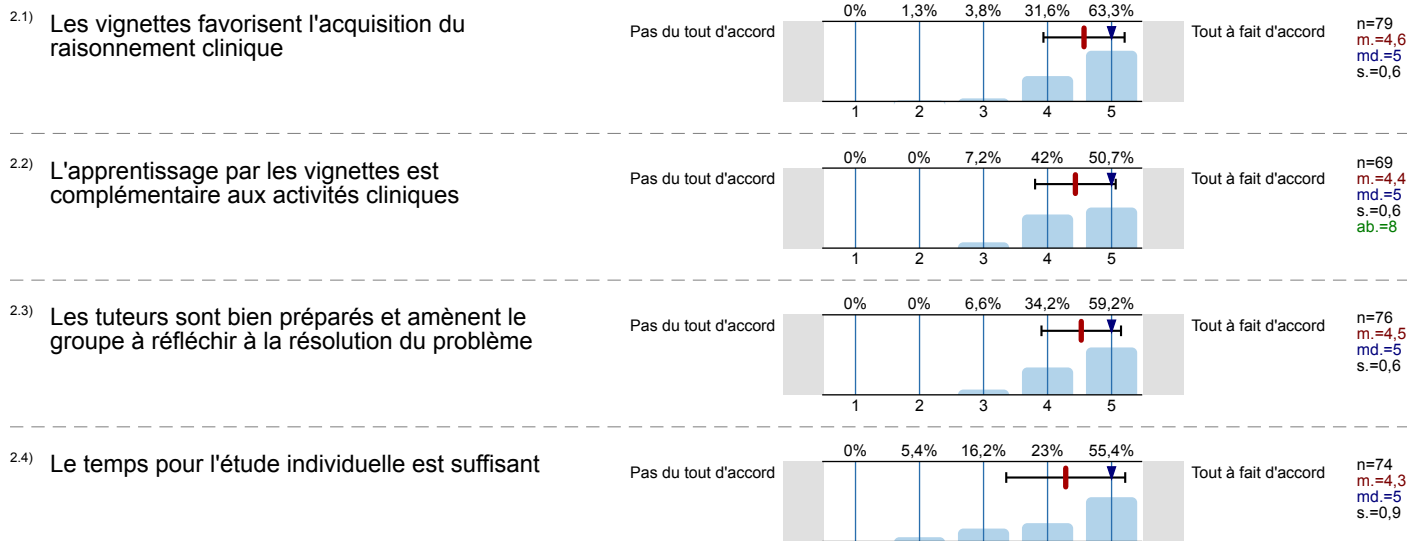 2.1) Les vignettes favorisent l'acquisition du
raisonnement clinique
Pas du tout d'accord
0% 1,3% 3,8% 31,6% 63,3%
1 2 3 4 5
Tout à fait d'accord
n=79
m.=4,6
md.=5
s.=0,6
2.2) L'apprentissage par les vignettes est
complémentaire aux activités cliniques
Pas du tout d'accord
0% 0% 7,2% 42% 50,7%
1 2 3 4 5
Tout à fait d'accord
n=69
m.=4,4
md.=5
s.=0,6
ab.=8
2.3) Les tuteurs sont bien préparés et amènent le
groupe à réfléchir à la résolution du problème
Pas du tout d'accord
0% 0% 6,6% 34,2% 59,2%
1 2 3 4 5
Tout à fait d'accord
n=76
m.=4,5
md.=5
s.=0,6
2.4) Le temps pour l'étude individuelle est suffisant
Pas du tout d'accord
0% 5,4% 16,2% 23% 55,4%
Tout à fait d'accord
n=74
m.=4,3
md.=5
s.=0,9